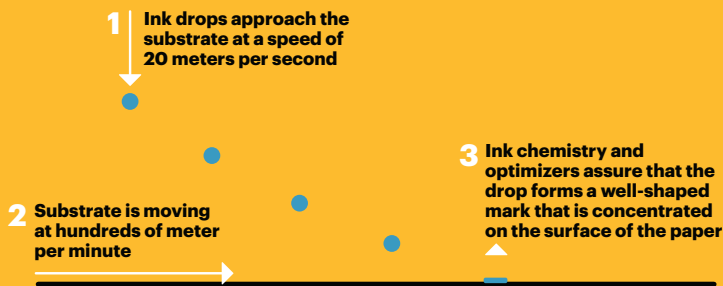 1 Ink drops approach the
substrate at a speed of
20 meters per second
2 Substrate is moving
at hundreds of meter
per minute
3 Ink chemistry and
optimizers assure that the
drop forms a well-shaped
mark that is concentrated
on the surface of the paper